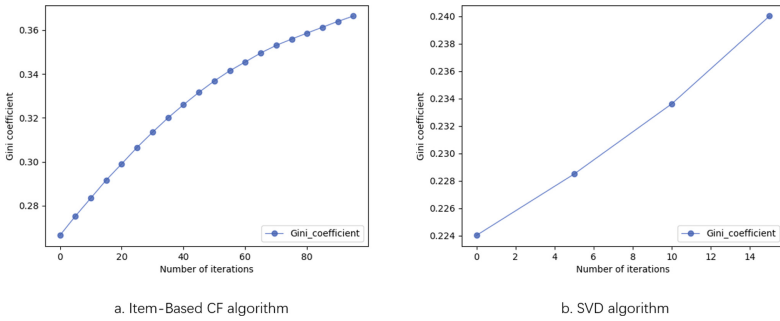 0.36
0.34
0.32
0.30
0.28
Gini coefficient
Gini_coefficient
0 20 40 60 80
Number of iterations
a. Item-Based CF algorithm
0.240
0.238
0.236
0.234
0.232
0.230
0.228
0.226
0.224
Gini coefficient
Gini_coefficient
0 2 4 6 8 10 12 14
Number of iterations
b. SVD algorithm